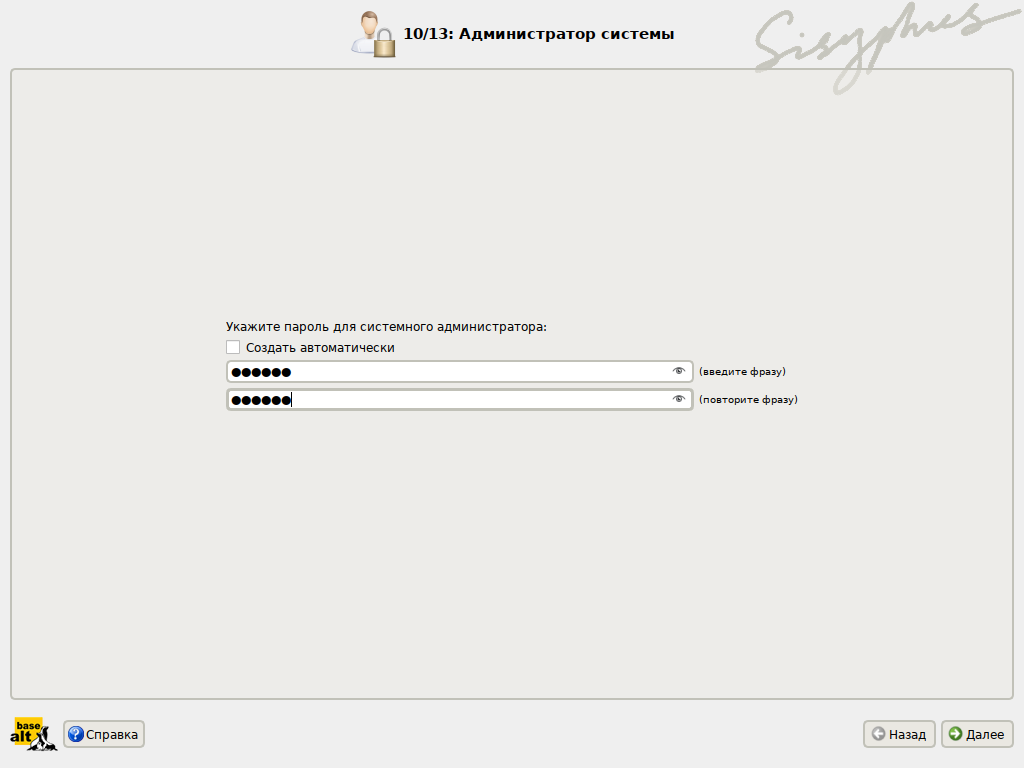 10/13: Администратор системы
Sisyphus
Укажите пароль для системного администратора:
Создать автоматически
●●●●●● (введите фразу)
●●●●●● (повторите фразу)
base alt
Справка
Назад
Далее